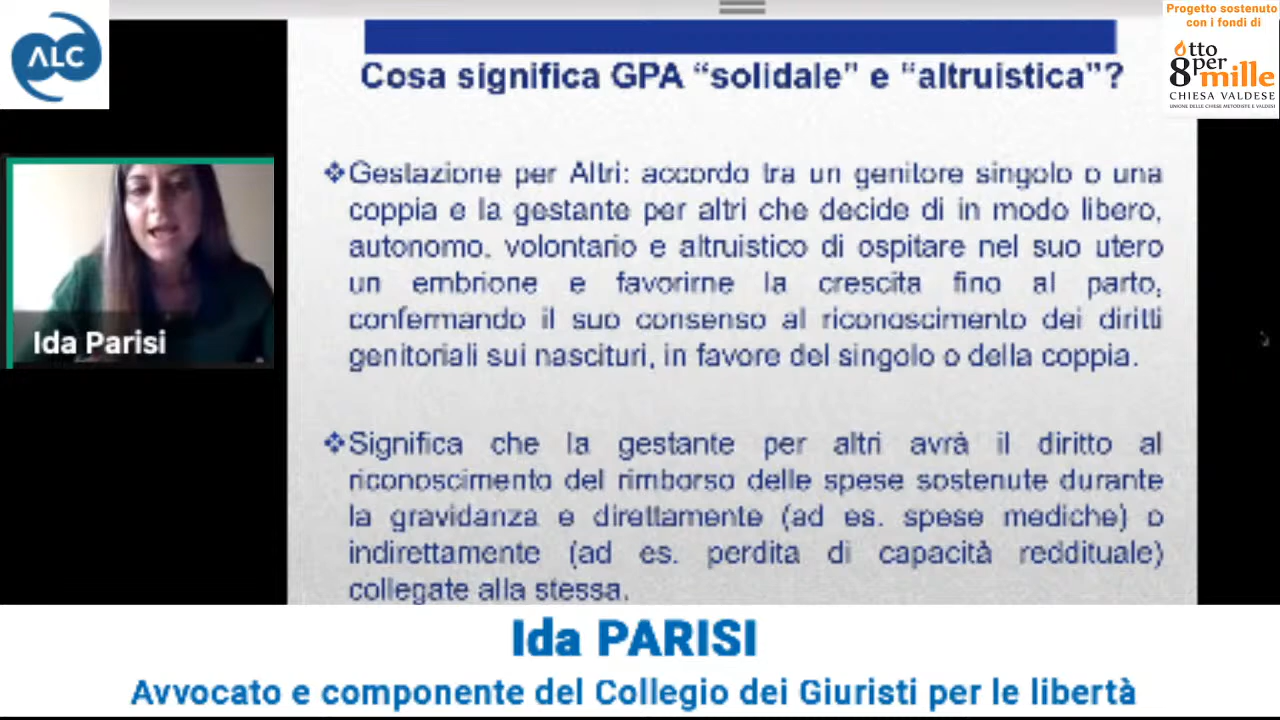 ALC
Progetto sostenuto
con i fondi di
otto
8 per
mille
CHIESA VALDESE
UNIONE DELLE CHIESE METODISTE E VALDESI
Cosa significa GPA “solidale” e “altruistica”?
❖Gestazione per Altri: accordo tra un genitore singolo o una
coppia e la gestante per altri che decide di in modo libero,
autonomo, volontario e altruistico di ospitare nel suo utero
un embrione e favorirne la crescita fino al parto,
confermando il suo consenso al riconoscimento dei diritti
genitoriali sui nascituri, in favore del singolo o della coppia.
❖Significa che la gestante per altri avrà il diritto al
riconoscimento del rimborso delle spese sostenute durante
la gravidanza e direttamente (ad es. spese mediche) o
indirettamente (ad es. perdita di capacità reddituale)
collegate alla stessa.
Ida Parisi
Ida PARISI
Avvocato e componente del Collegio dei Giuristi per le libertà